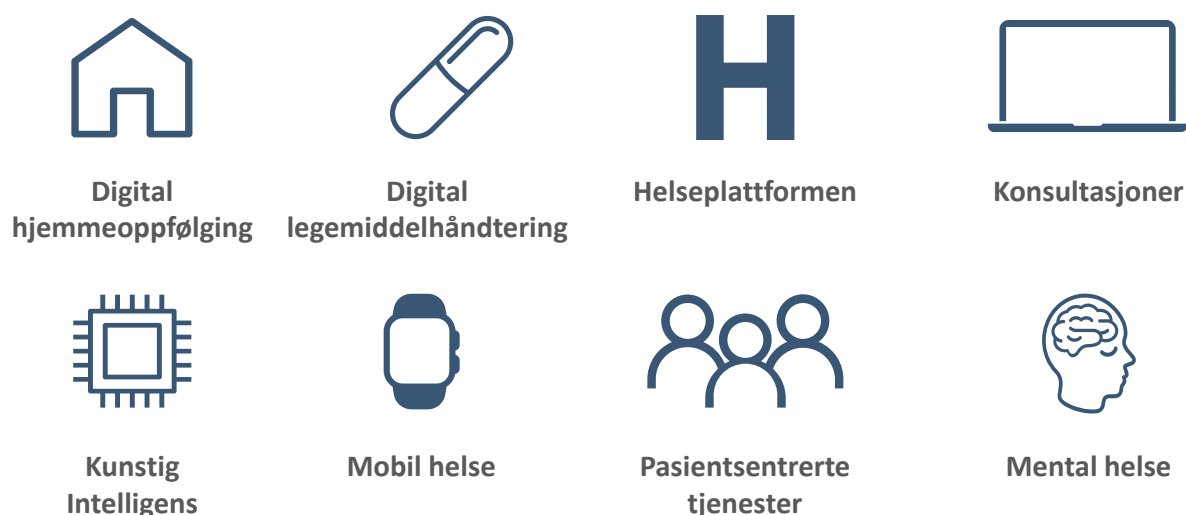 H
Digital
hjemmeoppfølging
Digital
legemiddelhåndtering
Helseplattformen
Konsultasjoner
Kunstig
Intelligens
Mobil helse
Pasientsentrerte
tjenester
Mental helse